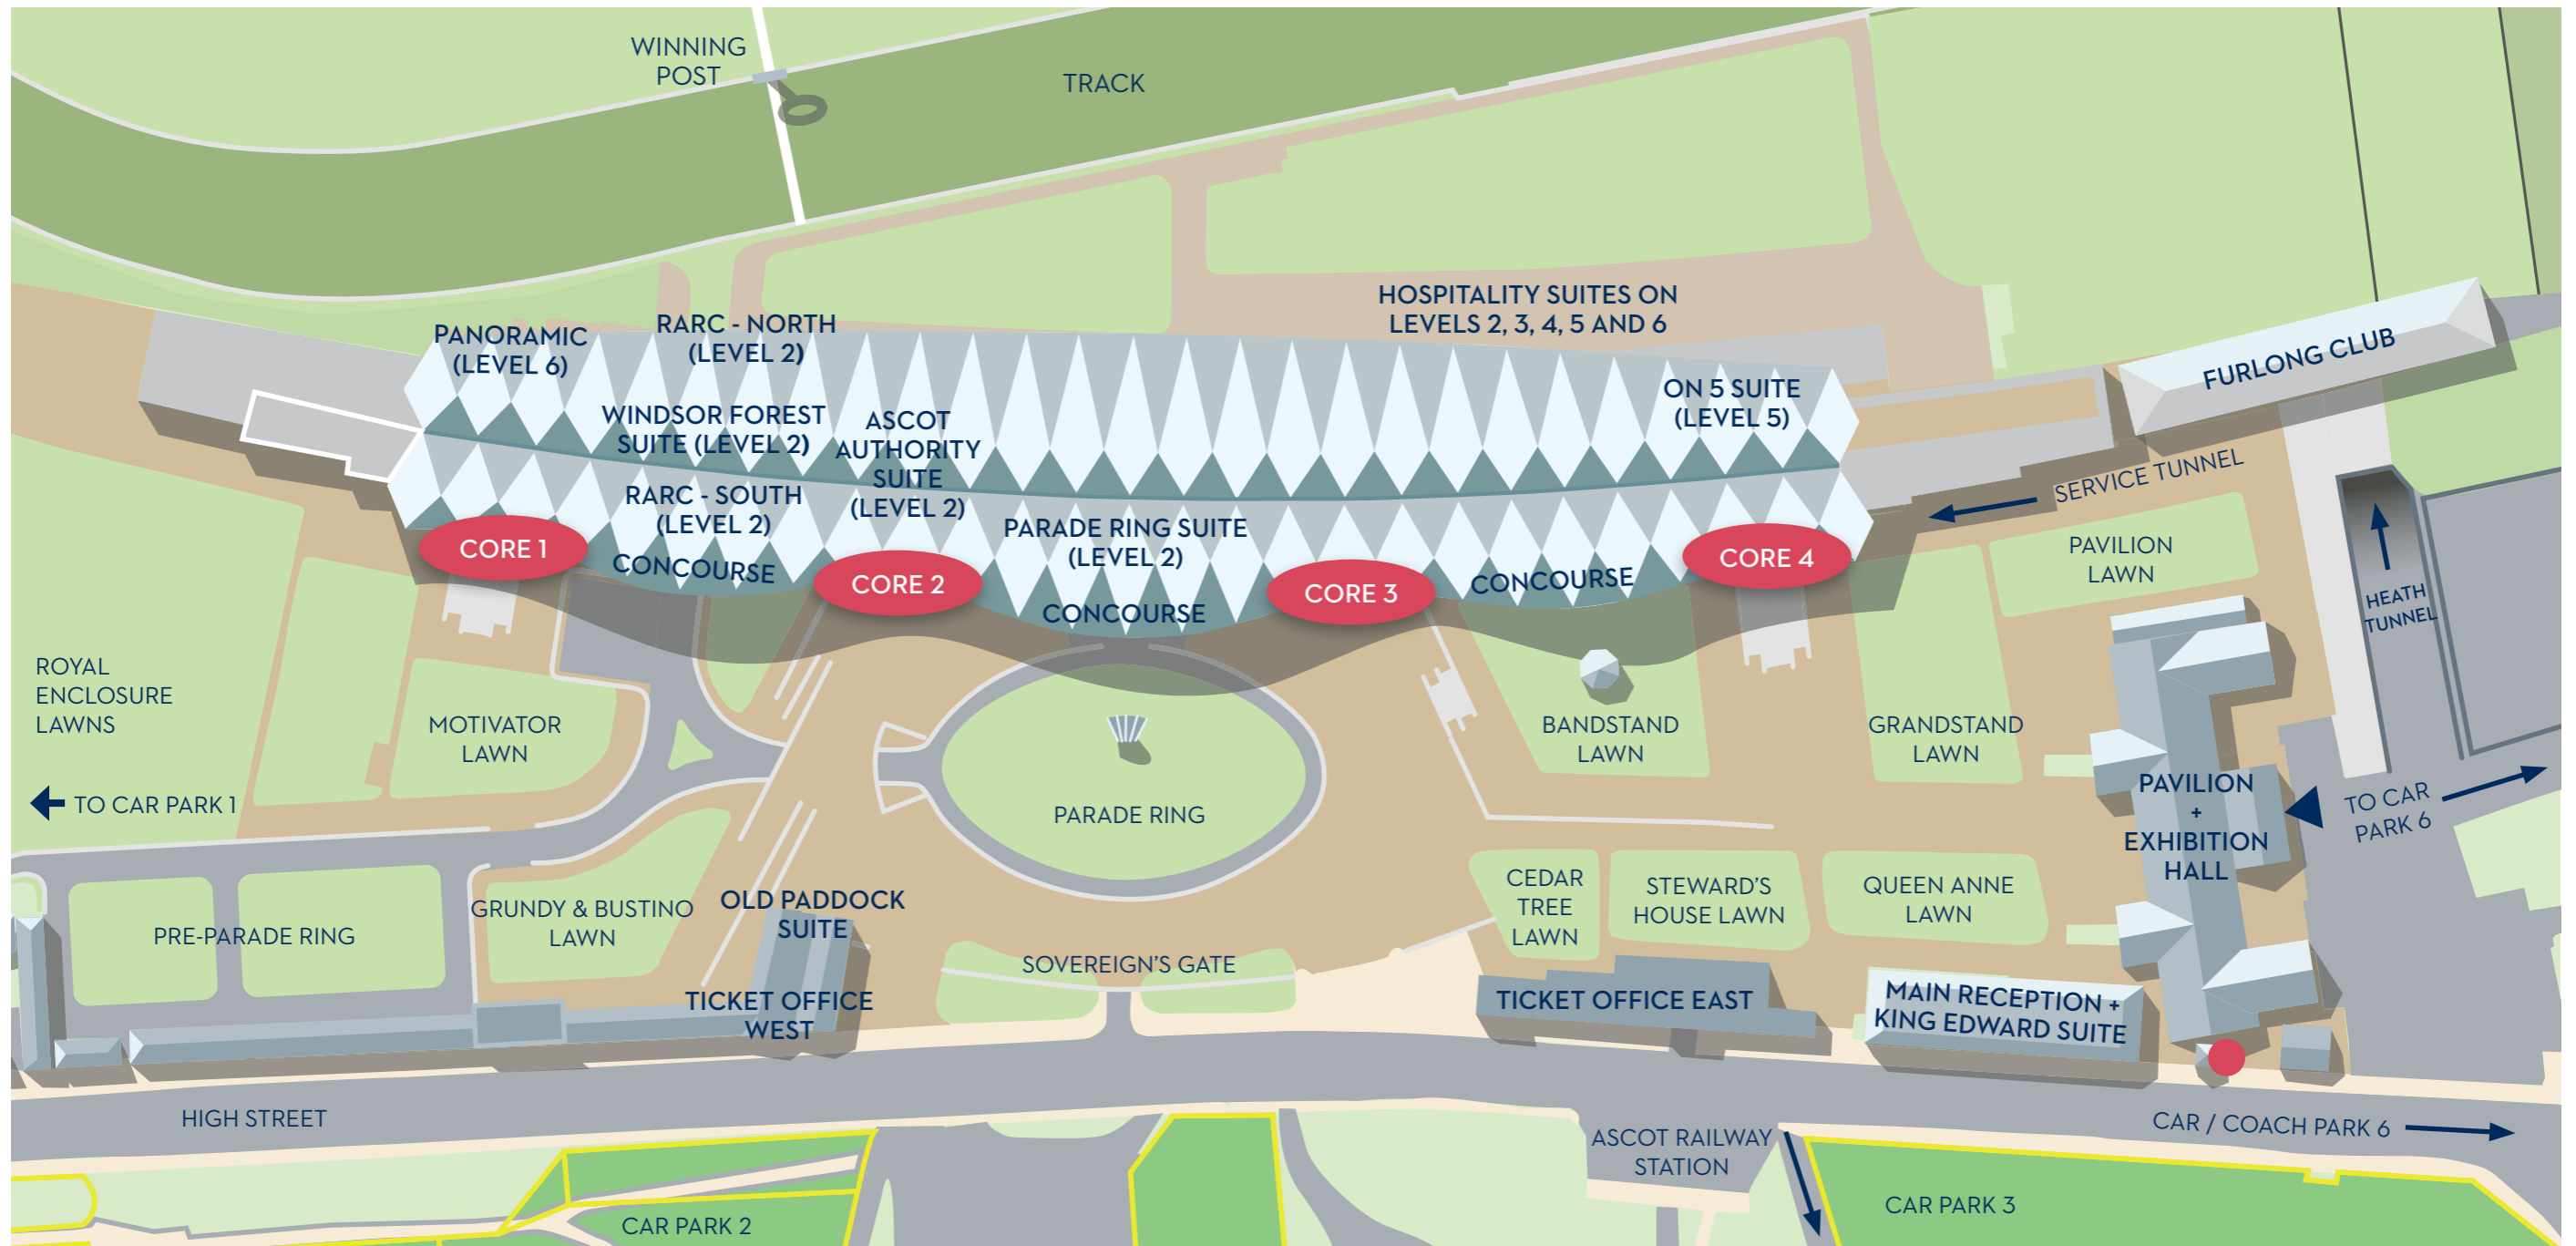 WINNING
POST
TRACK
HOSPITALITY SUITES ON
LEVELS 2, 3, 4, 5 AND 6
PANORAMIC
(LEVEL 6)
RARC - NORTH
(LEVEL 2)
FURLONG CLUB
WINDSOR FOREST
SUITE (LEVEL 2)
ASCOT
AUTHORITY
SUITE
(LEVEL 2)
ON 5 SUITE
(LEVEL 5)
RARC - SOUTH
(LEVEL 2)
PARADE RING SUITE
(LEVEL 2)
SERVICE TUNNEL
CORE 1
CONCOURSE
CORE 2
CONCOURSE
CORE 3
CONCOURSE
CORE 4
PAVILION
LAWN
HEATH
TUNNEL
ROYAL
ENCLOSURE
LAWNS
MOTIVATOR
LAWN
BANDSTAND
LAWN
GRANDSTAND
LAWN
TO CAR PARK 1
PARADE RING
PAVILION
+
EXHIBITION
HALL
TO CAR
PARK 6
PRE-PARADE RING
GRUNDY & BUSTINO
LAWN
OLD PADDOCK
SUITE
CEDAR
TREE
LAWN
STEWARD'S
HOUSE LAWN
QUEEN ANNE
LAWN
SOVEREIGN'S GATE
TICKET OFFICE
WEST
TICKET OFFICE EAST
MAIN RECEPTION +
KING EDWARD SUITE
HIGH STREET
ASCOT RAILWAY
STATION
CAR / COACH PARK 6
CAR PARK 2
CAR PARK 3